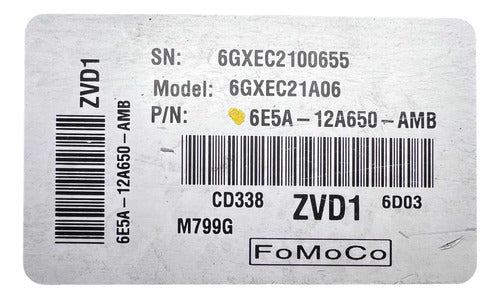 ZVD1
6E5A-12A650-AMB
SN: 6GXEC2100655
Model: 6GXEC21A06
P/N: 6E5A-12A650-AMB
CD338 ZVD1 6D03
M799G
FoMoCo